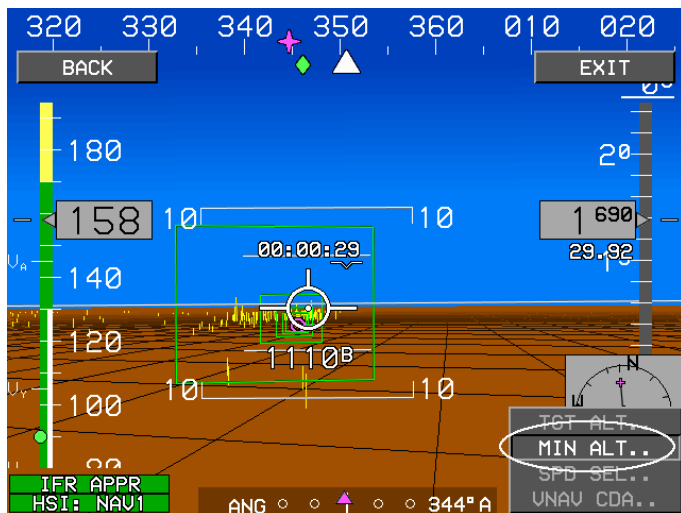 320 330 340 350 360 010 020
BACK
EXIT
180
20
158
10
10
1 690
00:00:29
29.92
VA
140
120
1110B
N
VY
100
10
10
TGT ALT..
MIN ALT..
SPD SEL..
VNAV CDA..
IFR APPR
HSI: NAV1
ANG
344°A